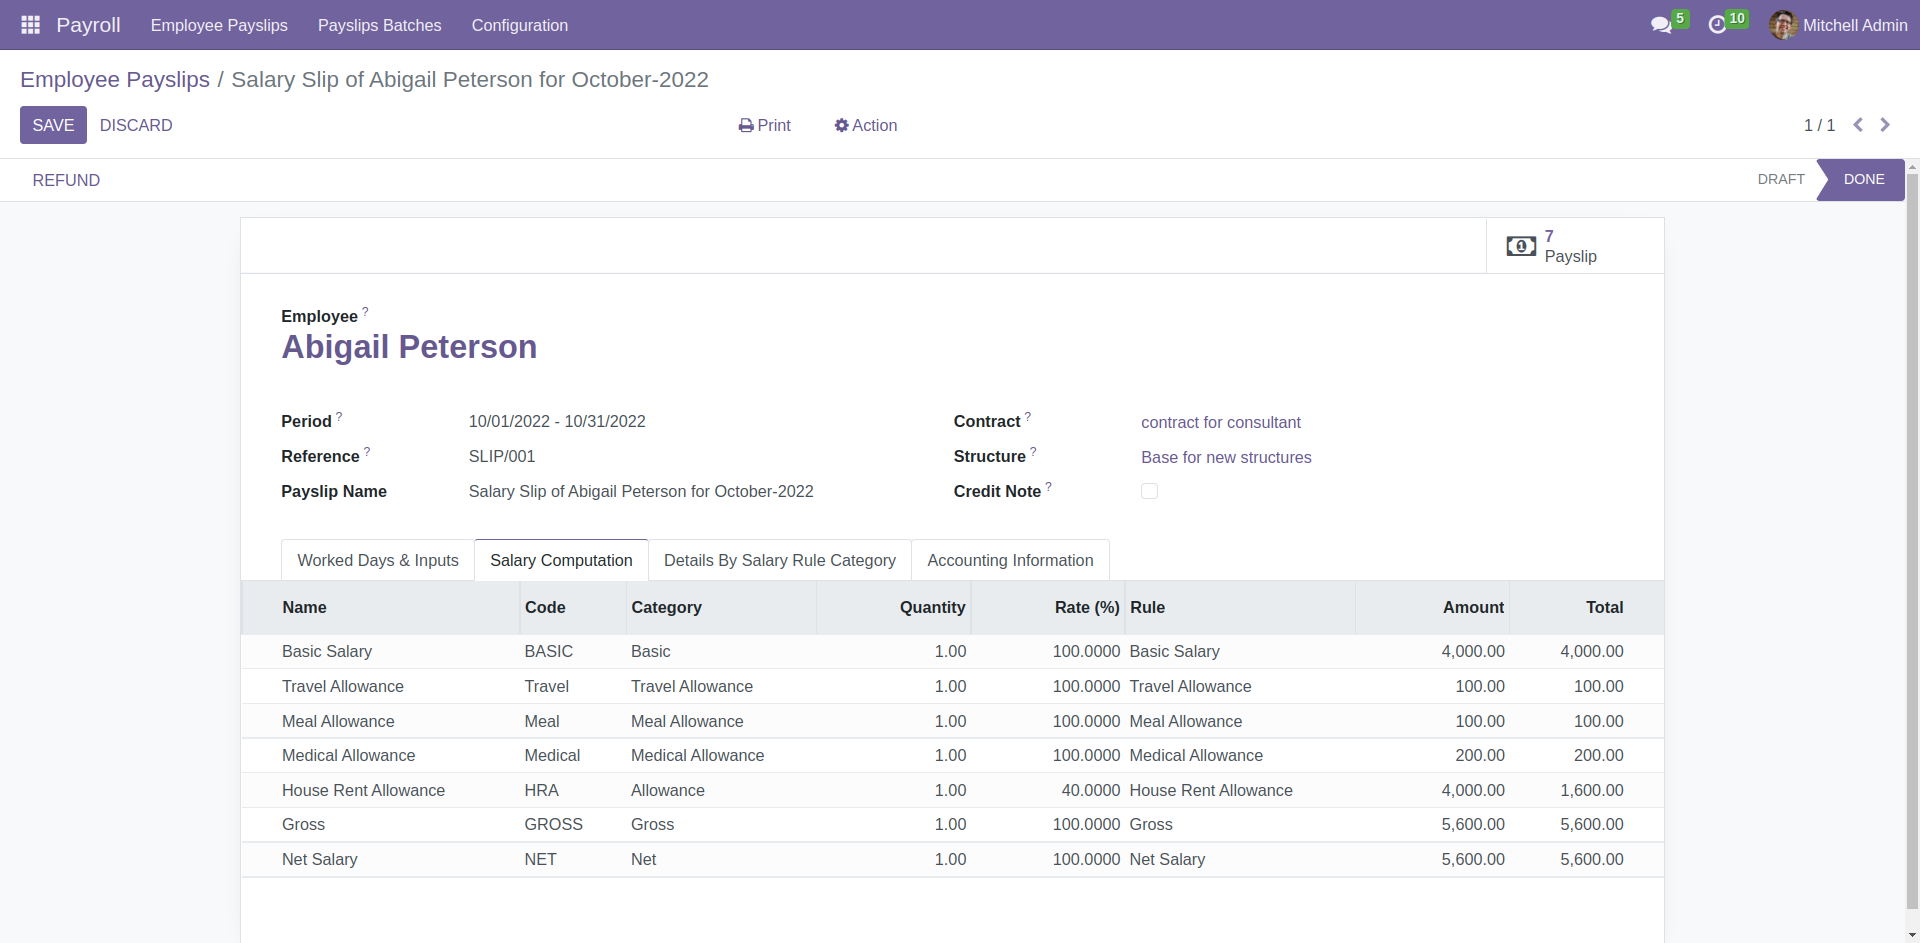 Payroll Employee Payslips Payslips Batches Configuration 5 10 Mitchell Admin
Employee Payslips / Salary Slip of Abigail Peterson for October-2022
SAVE DISCARD Print Action 1 / 1
REFUND DRAFT DONE
7
Payslip
Employee ?
Abigail Peterson
Period ? 10/01/2022 - 10/31/2022 Contract ? contract for consultant
Reference ? SLIP/001 Structure ? Base for new structures
Payslip Name Salary Slip of Abigail Peterson for October-2022 Credit Note ?
Worked Days & Inputs Salary Computation Details By Salary Rule Category Accounting Information
Name Code Category Quantity Rate (%) Rule Amount Total
Basic Salary BASIC Basic 1.00 100.0000 Basic Salary 4,000.00 4,000.00
Travel Allowance Travel Travel Allowance 1.00 100.0000 Travel Allowance 100.00 100.00
Meal Allowance Meal Meal Allowance 1.00 100.0000 Meal Allowance 100.00 100.00
Medical Allowance Medical Medical Allowance 1.00 100.0000 Medical Allowance 200.00 200.00
House Rent Allowance HRA Allowance 1.00 40.0000 House Rent Allowance 4,000.00 1,600.00
Gross GROSS Gross 1.00 100.0000 Gross 5,600.00 5,600.00
Net Salary NET Net 1.00 100.0000 Net Salary 5,600.00 5,600.00